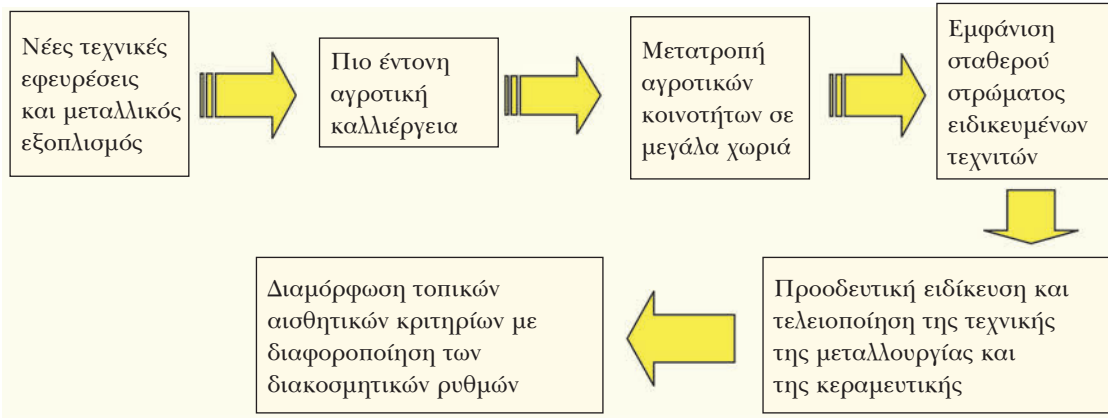 Νέες τεχνικές
εφευρέσεις
και μεταλλικός
εξοπλισμός
Πιο έντονη
αγροτική
καλλιέργεια
Μετατροπή
αγροτικών
κοινοτήτων σε
μεγάλα χωριά
Εμφάνιση
σταθερού
στρώματος
ειδικευμένων
τεχνιτών
Προοδευτική ειδίκευση και
τελειοποίηση της τεχνικής
της μεταλλουργίας και
της κεραμευτικής
Διαμόρφωση τοπικών
αισθητικών κριτηρίων με
διαφοροποίηση των
διακοσμητικών ρυθμών